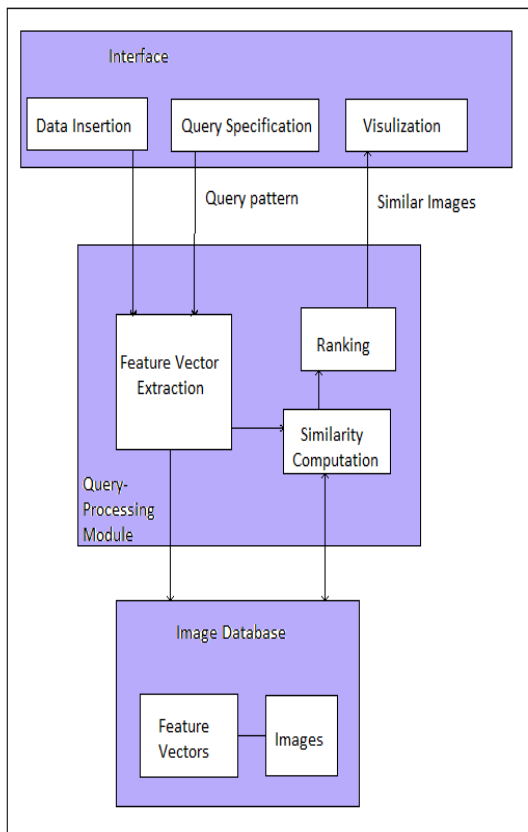 Interface
Data Insertion
Query Specification
Visulization
Query pattern
Similar Images
Feature Vector
Extraction
Ranking
Similarity
Computation
Query-
Processing
Module
Image Database
Feature
Vectors
Images